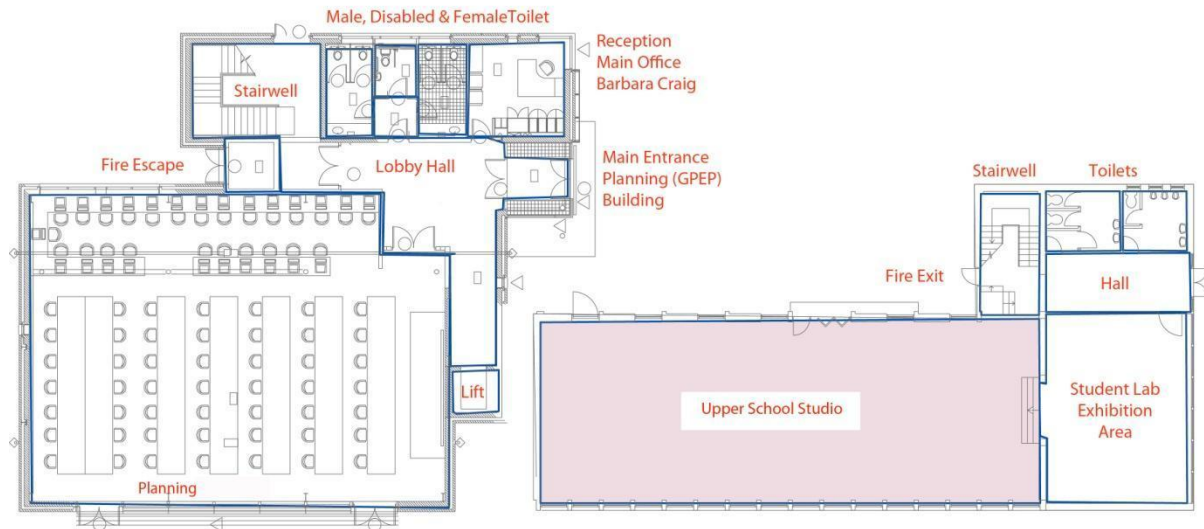 Male, Disabled & FemaleToilet
Reception
Main Office
Barbara Craig
Stairwell
Fire Escape
Lobby Hall
Main Entrance
Planning (GPEP)
Building
Stairwell
Toilets
Fire Exit
Hall
Lift
Upper School Studio
Student Lab
Exhibition
Area
Planning